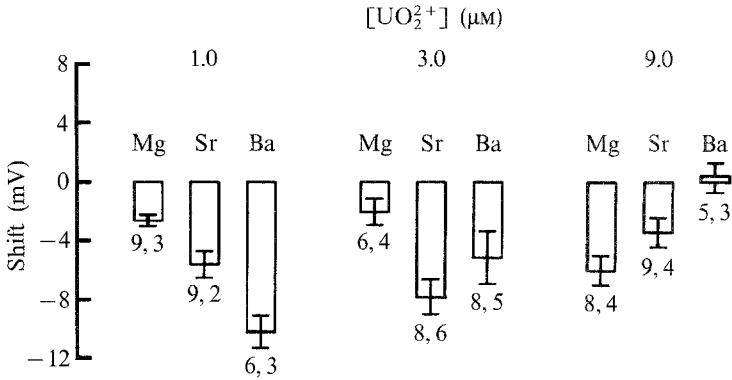 [UO₂²⁺] (μM)
8 1.0 3.0 9.0
4
Mg Sr Ba Mg Sr Ba Mg Sr Ba
0
5, 3
−4
9, 3 6, 4 9, 4
8, 4
−8
9, 2 8, 5
8, 6
−12
6, 3
Shift (mV)